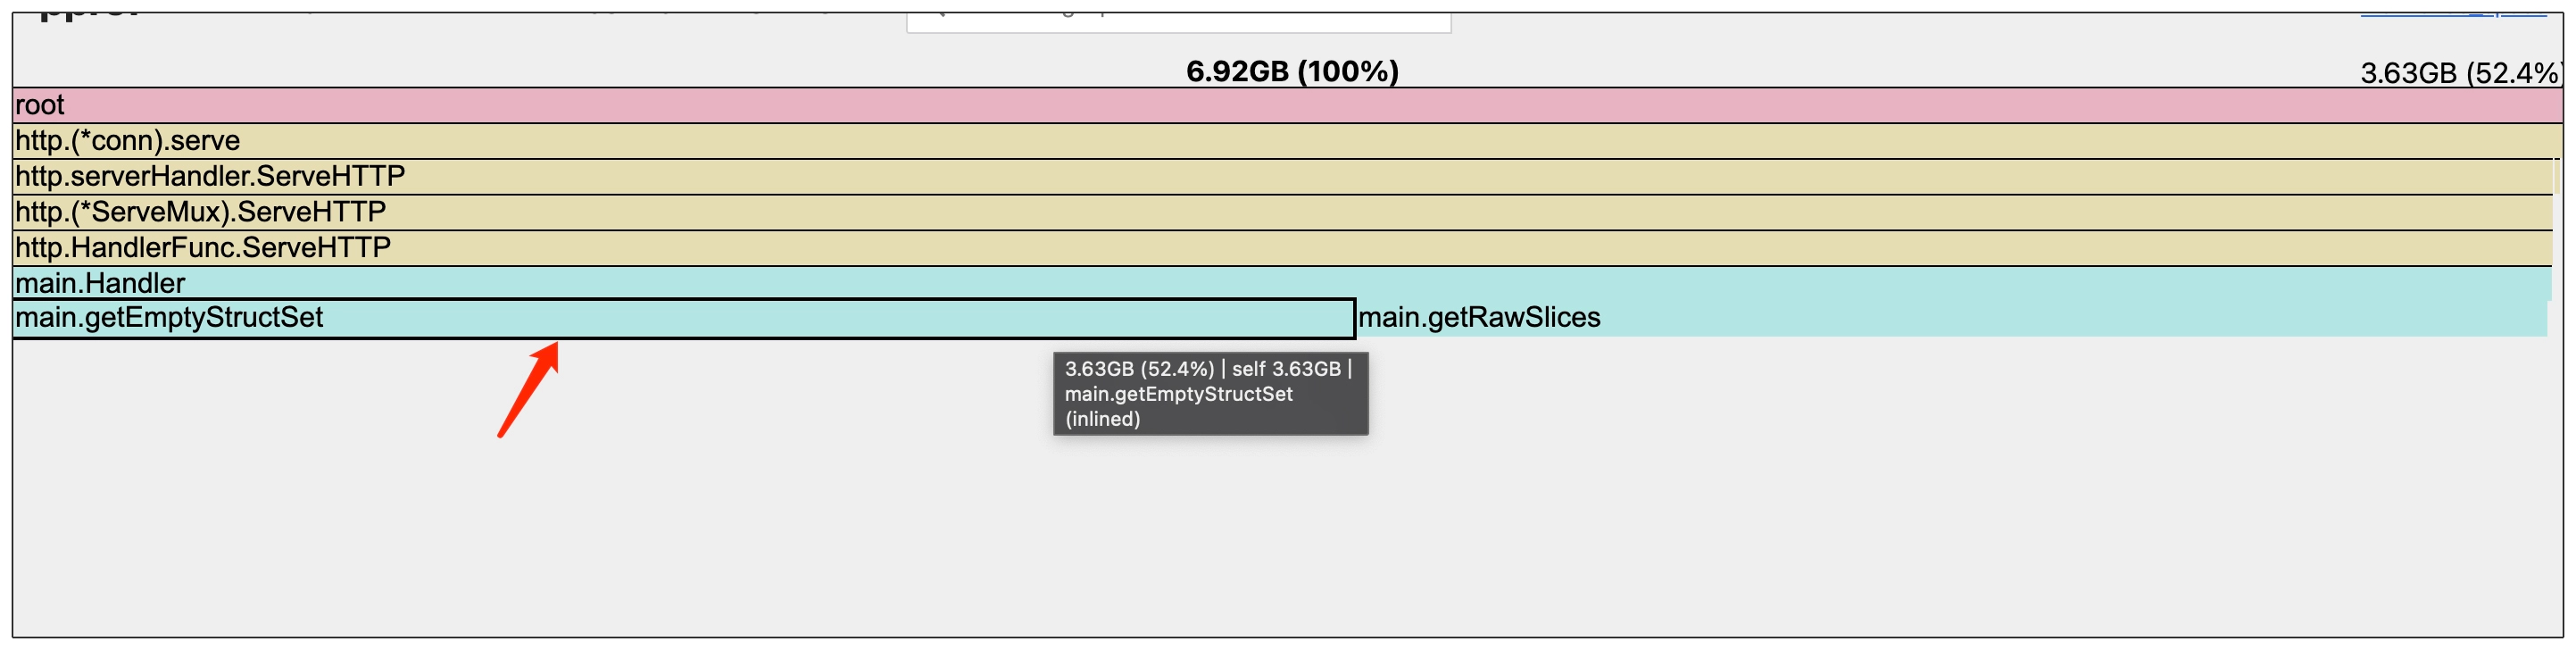 6.92GB (100%)
3.63GB (52.4%)
root
http.(*conn).serve
http.serverHandler.ServeHTTP
http.(*ServeMux).ServeHTTP
http.HandlerFunc.ServeHTTP
main.Handler
main.getEmptyStructSet
main.getRawSlices
3.63GB (52.4%) | self 3.63GB |
main.getEmptyStructSet
(inlined)